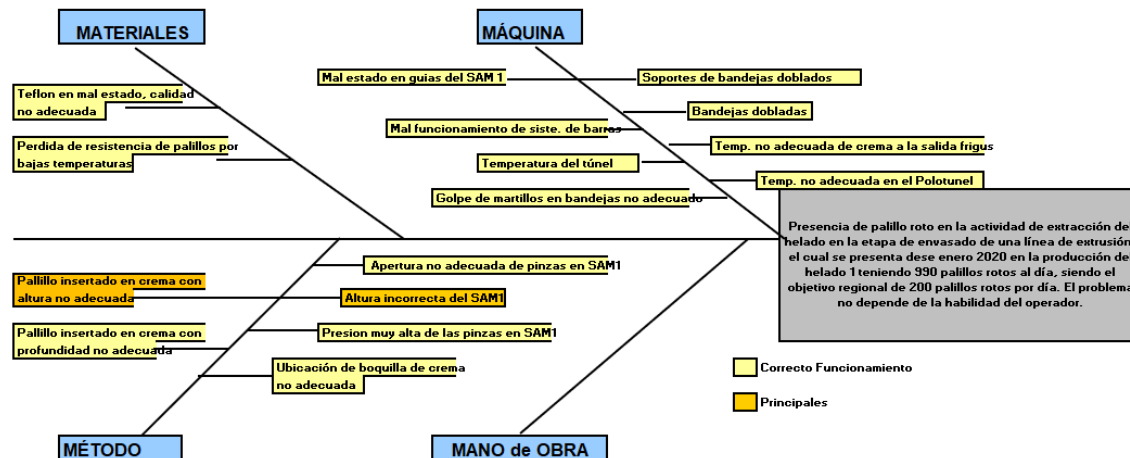 MATERIALES
MÁQUINA
Mal estado en guias del SAM 1
Soportes de bandejas doblados
Teflon en mal estado, calidad
no adecuada
Bandejas dobladas
Mal funcionamiento de siste. de barras
Perdida de resistencia de palillos por
bajas temperaturas
Temp. no adecuada de crema a la salida frigus
Temperatura del túnel
Temp. no adecuada en el Polotunel
Golpe de martillos en bandejas no adecuado
Presencia de palillo roto en la actividad de extracción del
helado en la etapa de envasado de una línea de extrusión
el cual se presenta dese enero 2020 en la producción de
helado 1 teniendo 990 palillos rotos al día, siendo el
objetivo regional de 200 palillos rotos por día. El problema
no depende de la habilidad del operador.
Apertura no adecuada de pinzas en SAM1
Pallillo insertado en crema con
altura no adecuada
Altura incorrecta del SAM1
Pallillo insertado en crema con
profundidad no adecuada
Presion muy alta de las pinzas en SAM1
Ubicación de boquilla de crema
no adecuada
Correcto Funcionamiento
Principales
MÉTODO
MANO de OBRA